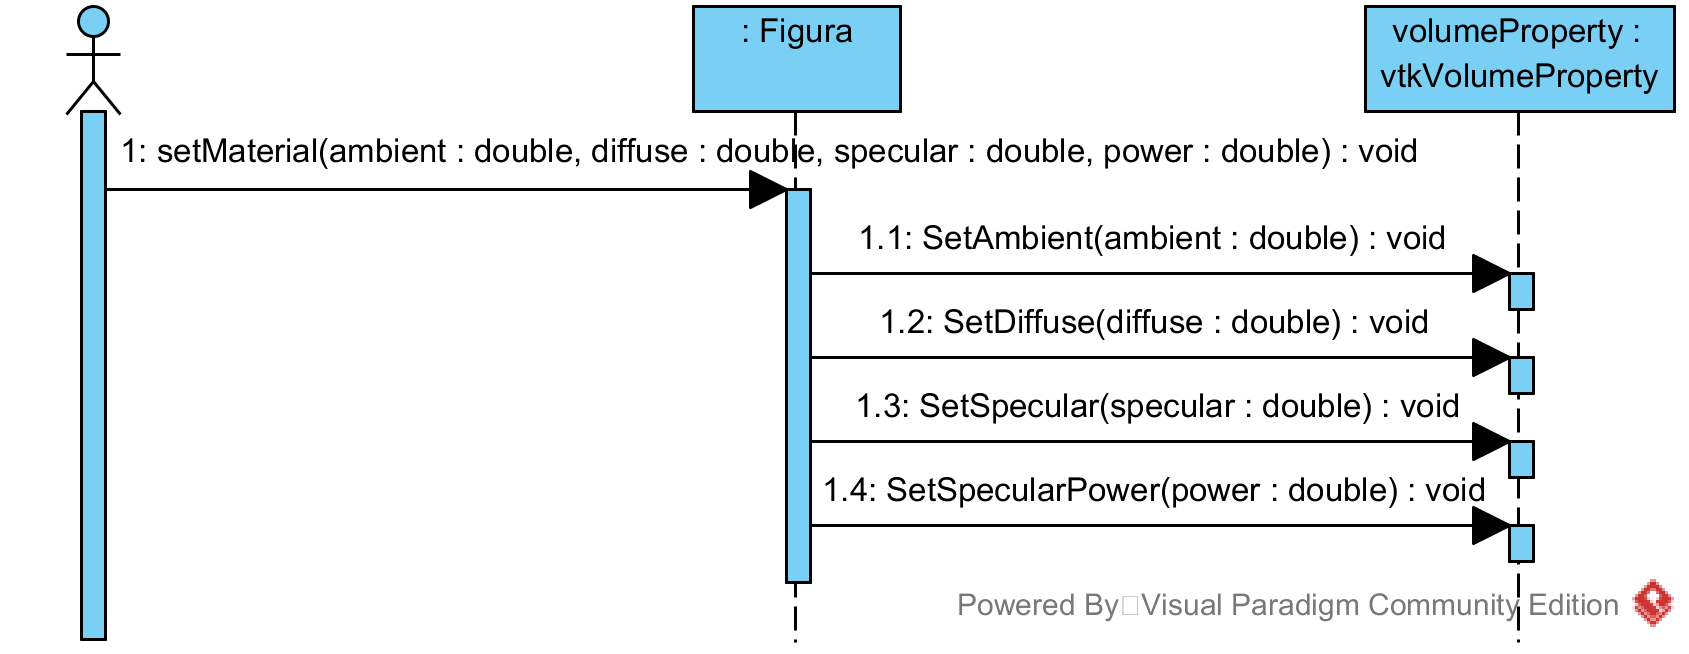 : Figura
volumeProperty :
vtkVolumeProperty
1: setMaterial(ambient : double, diffuse : double, specular : double, power : double) : void
1.1: SetAmbient(ambient : double) : void
1.2: SetDiffuse(diffuse : double) : void
1.3: SetSpecular(specular : double) : void
1.4: SetSpecularPower(power : double) : void
Powered By□Visual Paradigm Community Edition